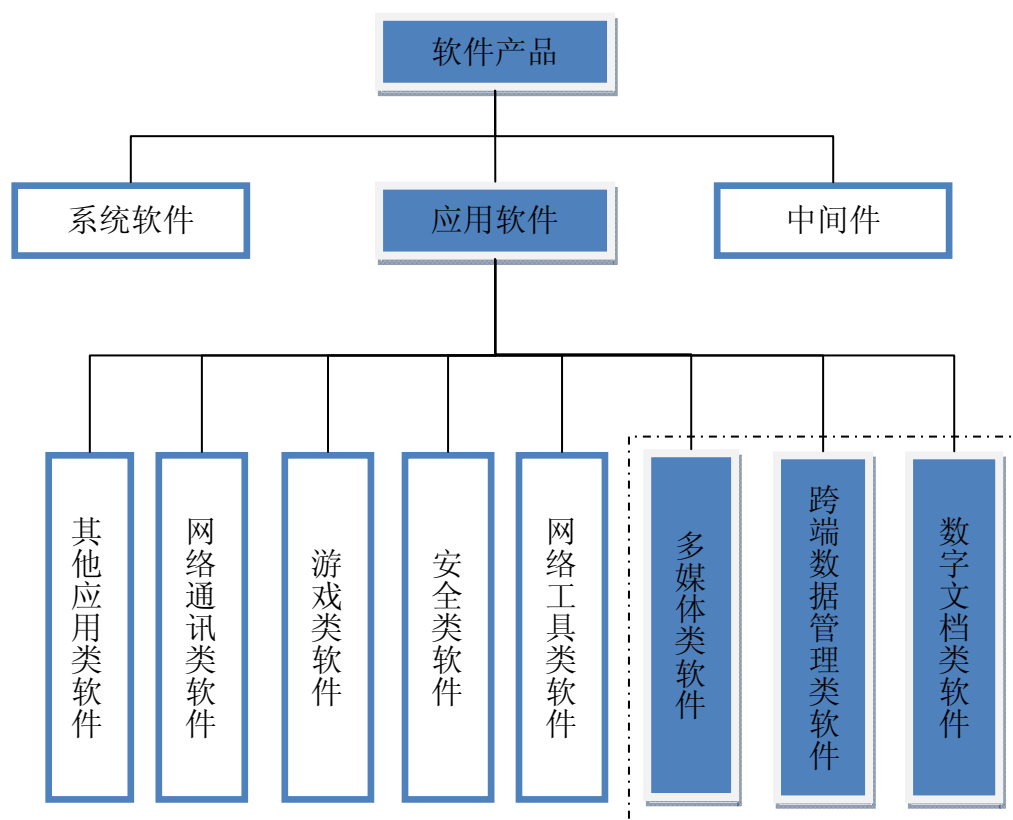 软件产品
系统软件
应用软件
中间件
其他应用类软件
网络通讯类软件
游戏类软件
安全类软件
网络工具类软件
多媒体类软件
跨端数据管理类软件
数字文档类软件